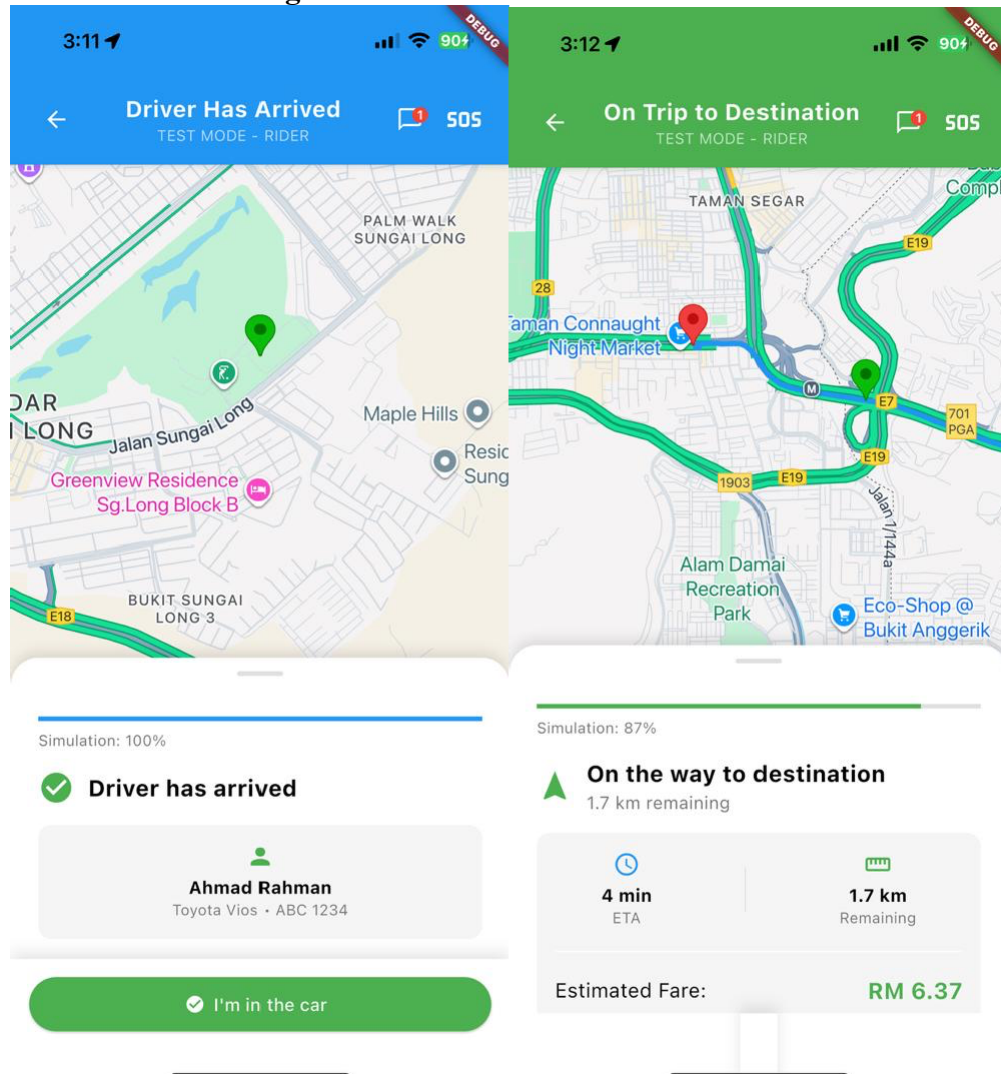 3:11
90
DEBUG
Driver Has Arrived
TEST MODE - RIDER
1
SOS
PALM WALK
SUNGAI LONG
DAR
LONG
Jalan Sungai Long
Maple Hills
Resid
Sung
Greenview Residence
Sg.Long Block B
BUKIT SUNGAI
LONG 3
E18
Simulation: 100%
Driver has arrived
Ahmad Rahman
Toyota Vios • ABC 1234
I'm in the car
3:12
90
DEBUG
On Trip to Destination
TEST MODE - RIDER
1
SOS
Compl
TAMAN SEGAR
E19
28
Taman Connaught
Night Market
M
E7
701
PGA
E19
1903
E19
Jalan 1/144a
Alam Damai
Recreation
Park
Eco-Shop @
Bukit Anggerik
Simulation: 87%
On the way to destination
1.7 km remaining
4 min
ETA
1.7 km
Remaining
Estimated Fare:
RM 6.37